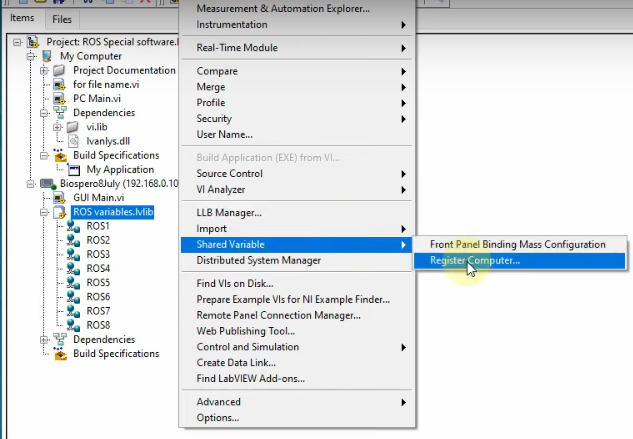 Items
Files
Project: ROS Special software.l
My Computer
Project Documentation
for file name.vi
PC Main.vi
Dependencies
vi.lib
lvanlys.dll
Build Specifications
My Application
Biospero8July (192.168.0.10
GUI Main.vi
ROS variables.lvlib
ROS1
ROS2
ROS3
ROS4
ROS5
ROS6
ROS7
ROS8
Dependencies
Build Specifications
Measurement & Automation Explorer...
Instrumentation
Real-Time Module
Compare
Merge
Profile
Security
User Name...
Build Application (EXE) from VI...
Source Control
VI Analyzer
LLB Manager...
Import
Shared Variable
Distributed System Manager
Find VIs on Disk...
Prepare Example VIs for NI Example Finder...
Remote Panel Connection Manager...
Web Publishing Tool...
Control and Simulation
Create Data Link...
Find LabVIEW Add-ons...
Advanced
Options...
Front Panel Binding Mass Configuration
Register Computer...